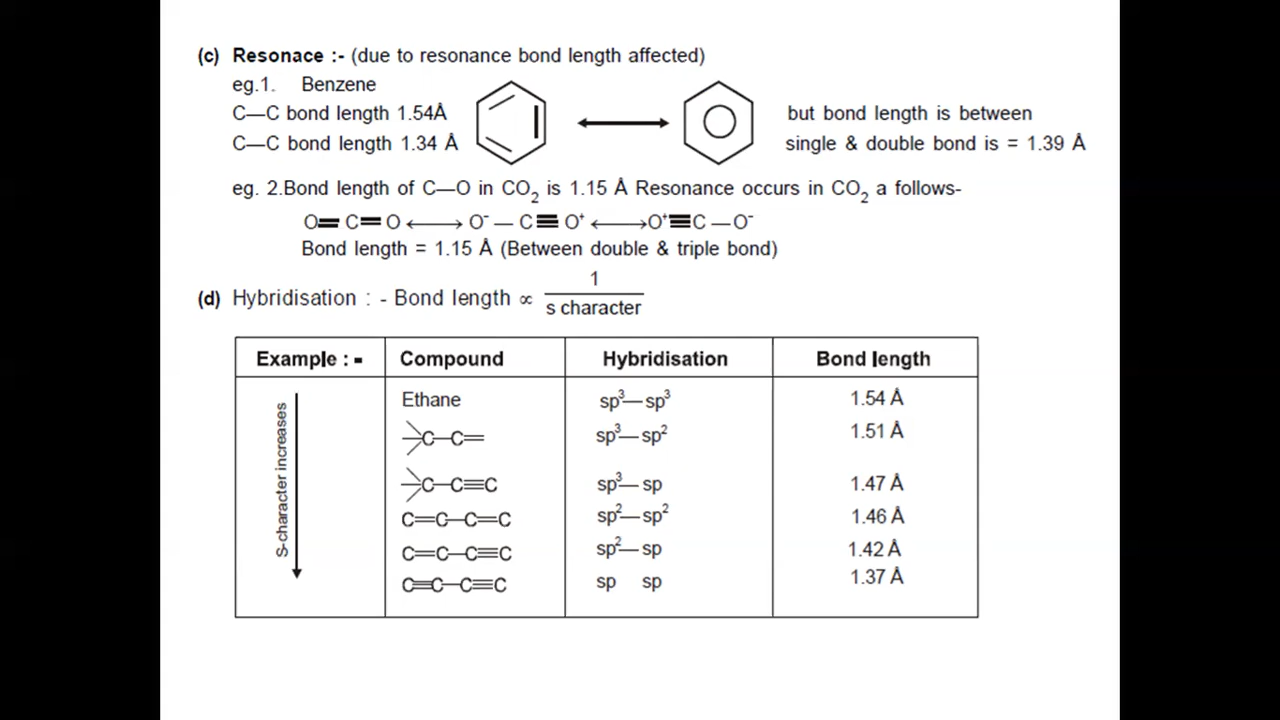 (c) Resonace :- (due to resonance bond length affected)
eg.1. Benzene
C—C bond length 1.54Å
but bond length is between
C—C bond length 1.34 Å
single & double bond is = 1.39 Å
eg. 2.Bond length of C—O in CO₂ is 1.15 Å Resonance occurs in CO₂ a follows-
O=C=O⟷O⁻—C≡O⁺⟷O⁺≡C—O⁻
Bond length = 1.15 Å (Between double & triple bond)
(d) Hybridisation : - Bond length ∝ 1/s character
Example : - Compound Hybridisation Bond length
S-character increases
Ethane sp³—sp³ 1.54 Å
C—C= sp³—sp² 1.51 Å
C—C≡C sp³—sp 1.47 Å
C=C—C=C sp²—sp² 1.46 Å
C=C—C≡C sp²—sp 1.42 Å
C≡C—C≡C sp sp 1.37 Å